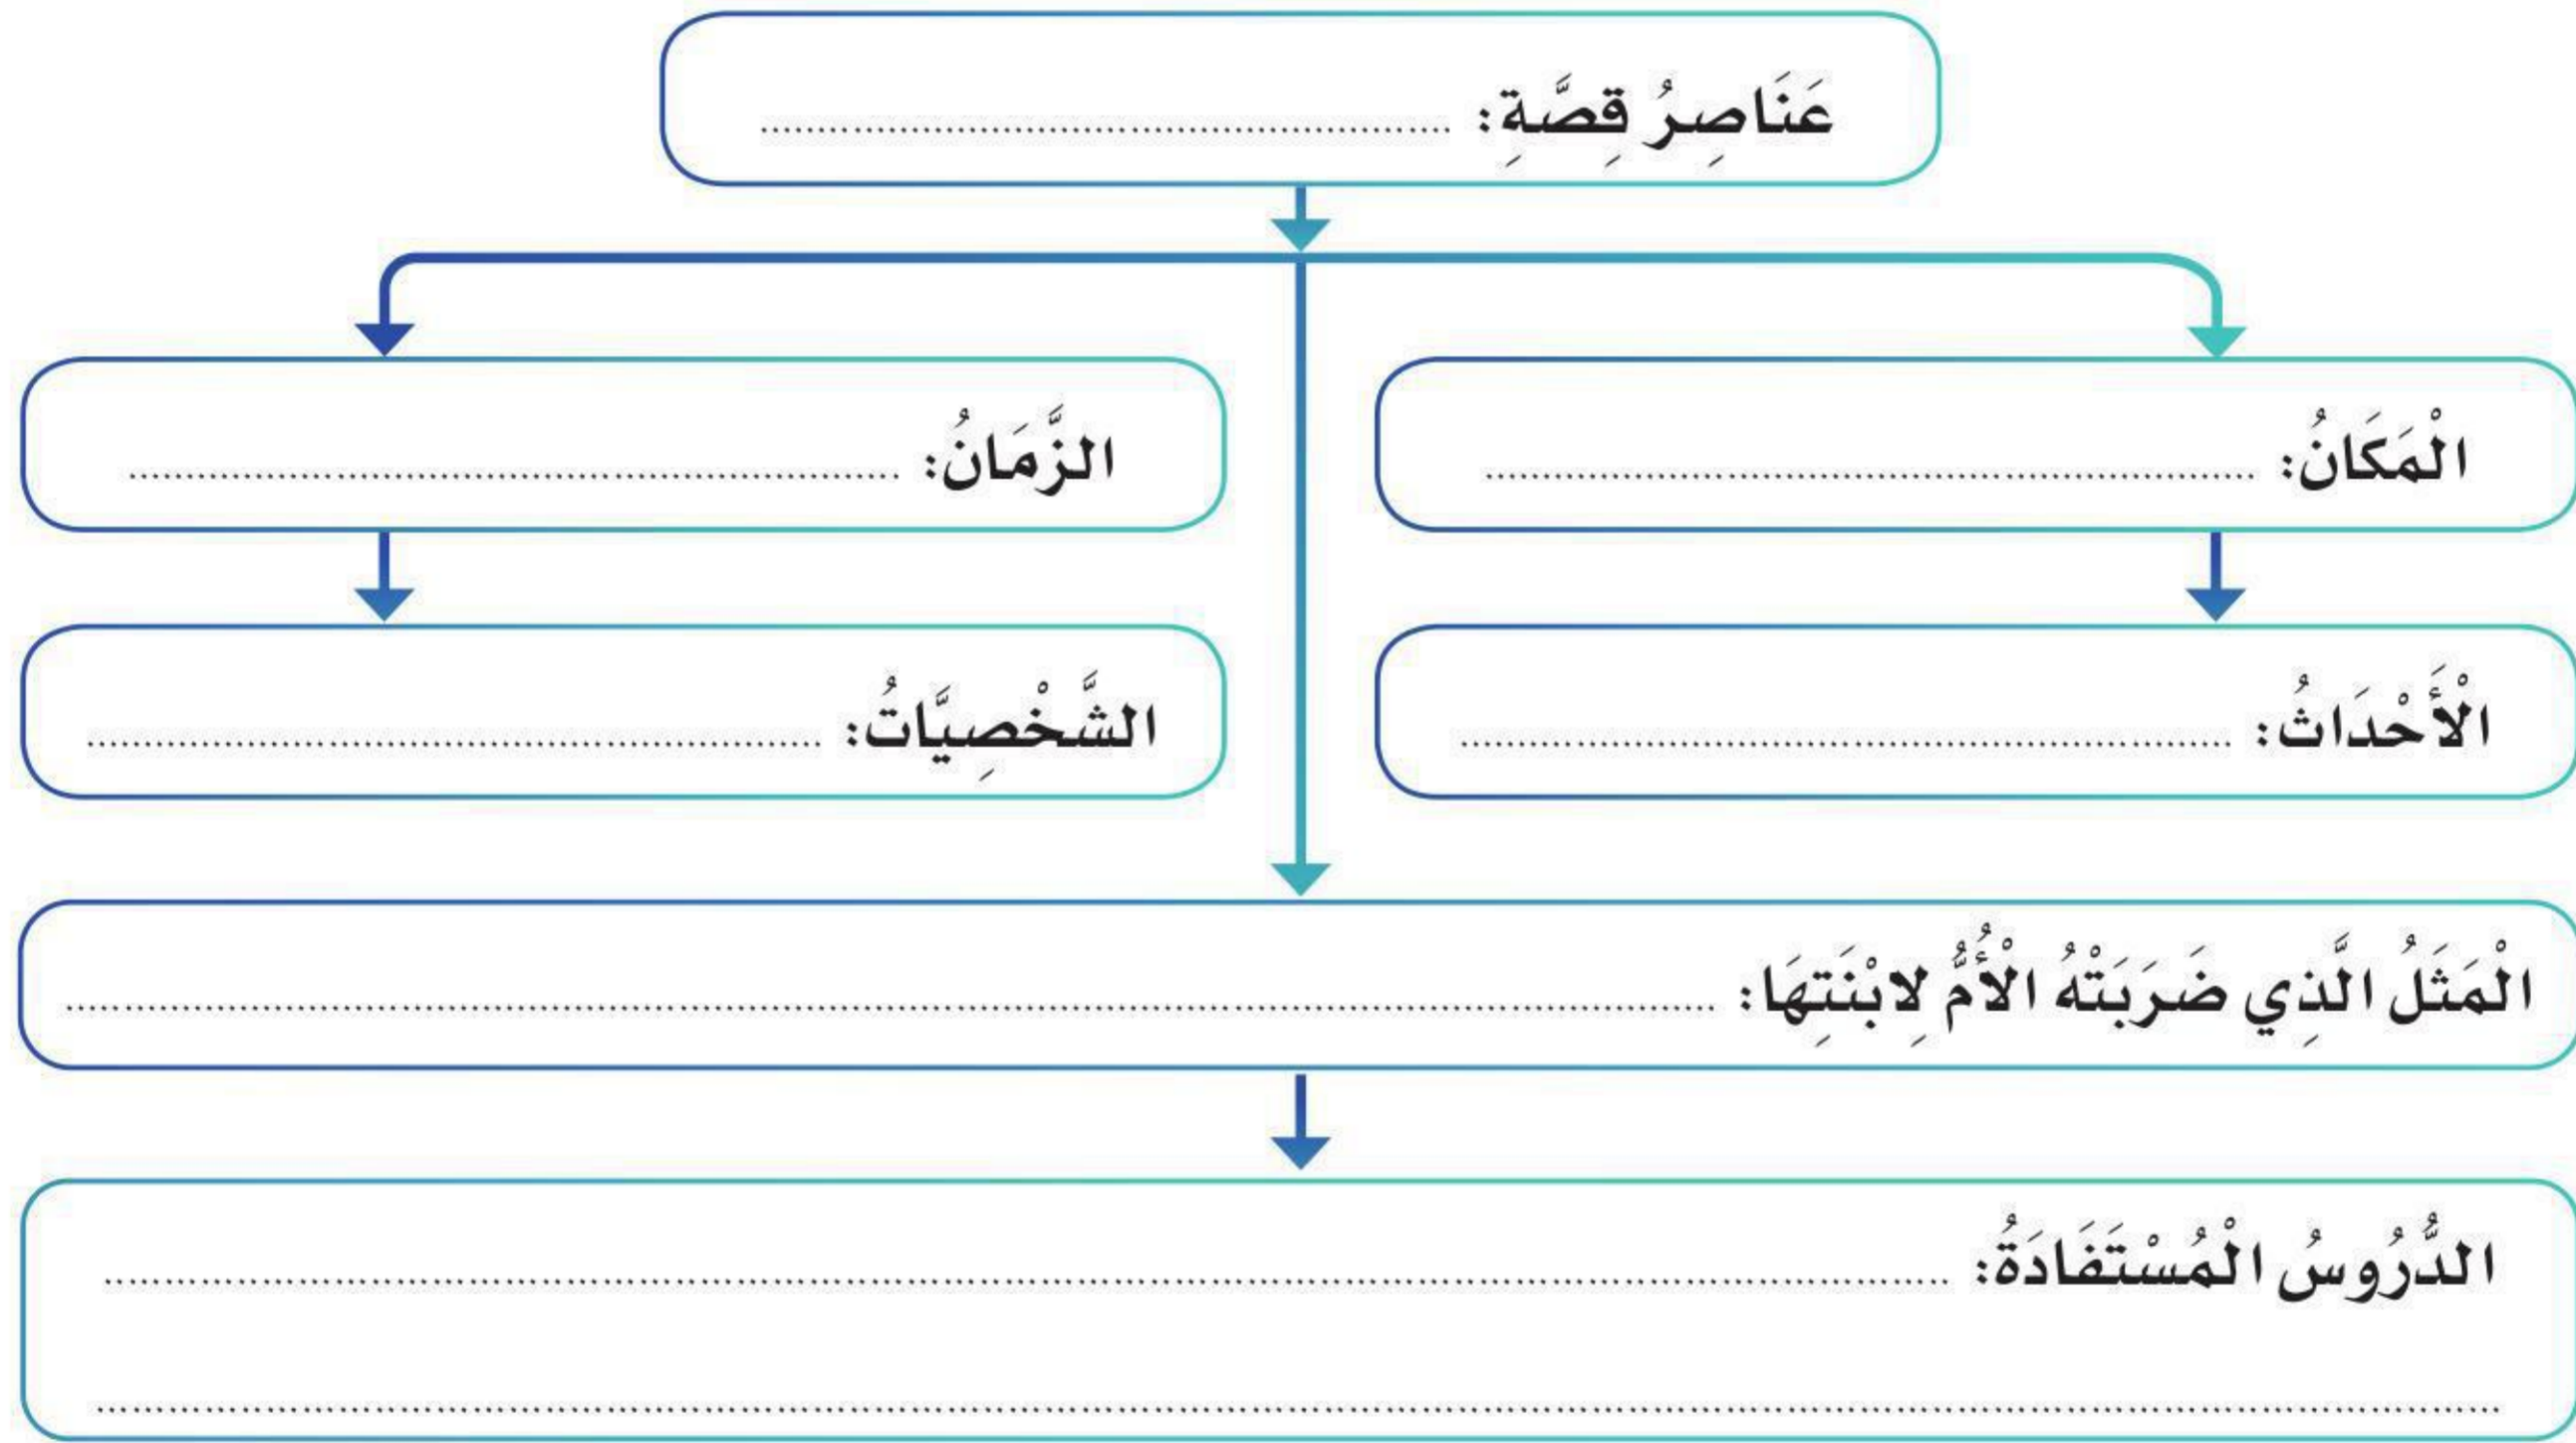 عَنَاصِرُ قِصَّةِ: ........................................
الْمَكَانُ: ........................................
الزَّمَانُ: ........................................
الْأَحْدَاثُ: ........................................
الشَّخْصِيَّاتُ: ........................................
الْمَثَلُ الَّذِي ضَرَبَتْهُ الْأُمُّ لِابْنَتِهَا: ........................................
الدُّرُوسُ الْمُسْتَفَادَةُ: ........................................
........................................